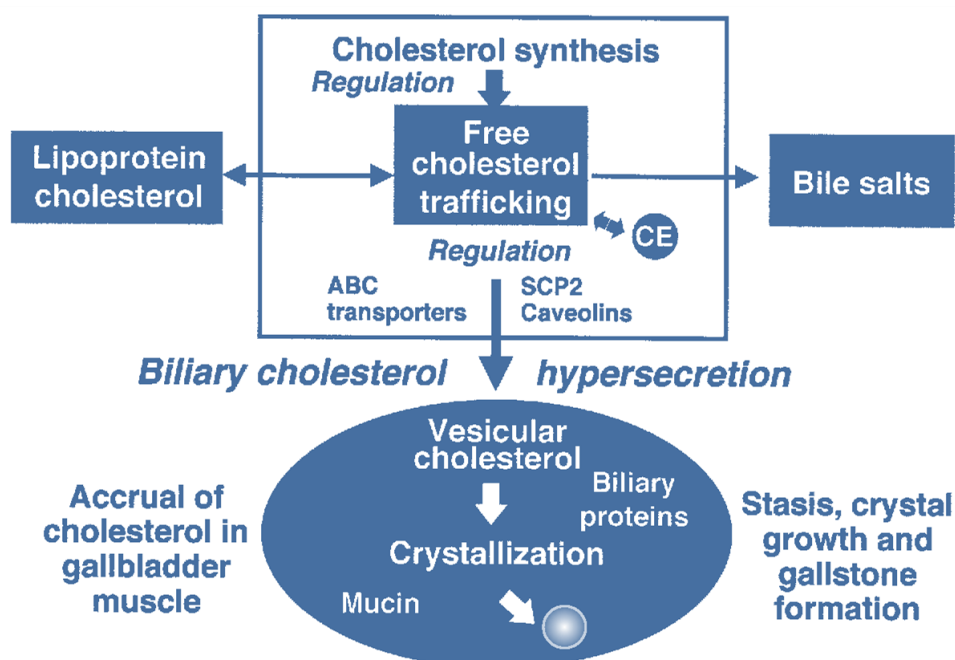 Cholesterol synthesis
Regulation
Lipoprotein
cholesterol
Free
cholesterol
trafficking
Bile salts
CE
Regulation
ABC
transporters
SCP2
Caveolins
Biliary cholesterol hypersecretion
Vesicular
cholesterol
Biliary
proteins
Crystallization
Mucin
Accrual of
cholesterol in
gallbladder
muscle
Stasis, crystal
growth and
gallstone
formation